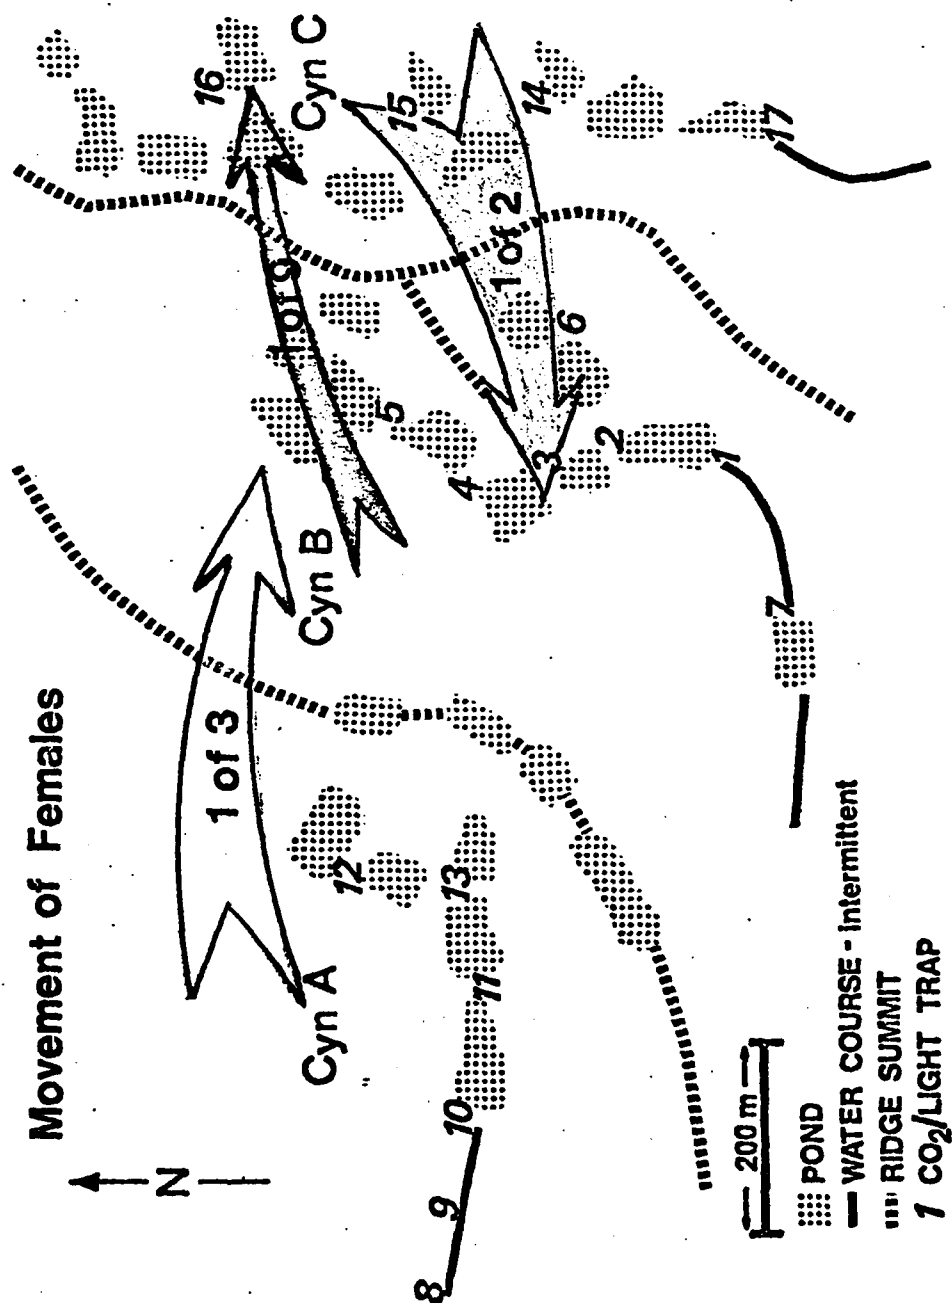 Movement of Females
N
Cyn A
1 of 3
Cyn B
1 of 9
Cyn C
1 of 2
8
9
10
11
12
13
7
1
2
3
4
5
6
14
15
16
17
200 m
POND
WATER COURSE - Intermittent
RIDGE SUMMIT
1 CO₂/LIGHT TRAP